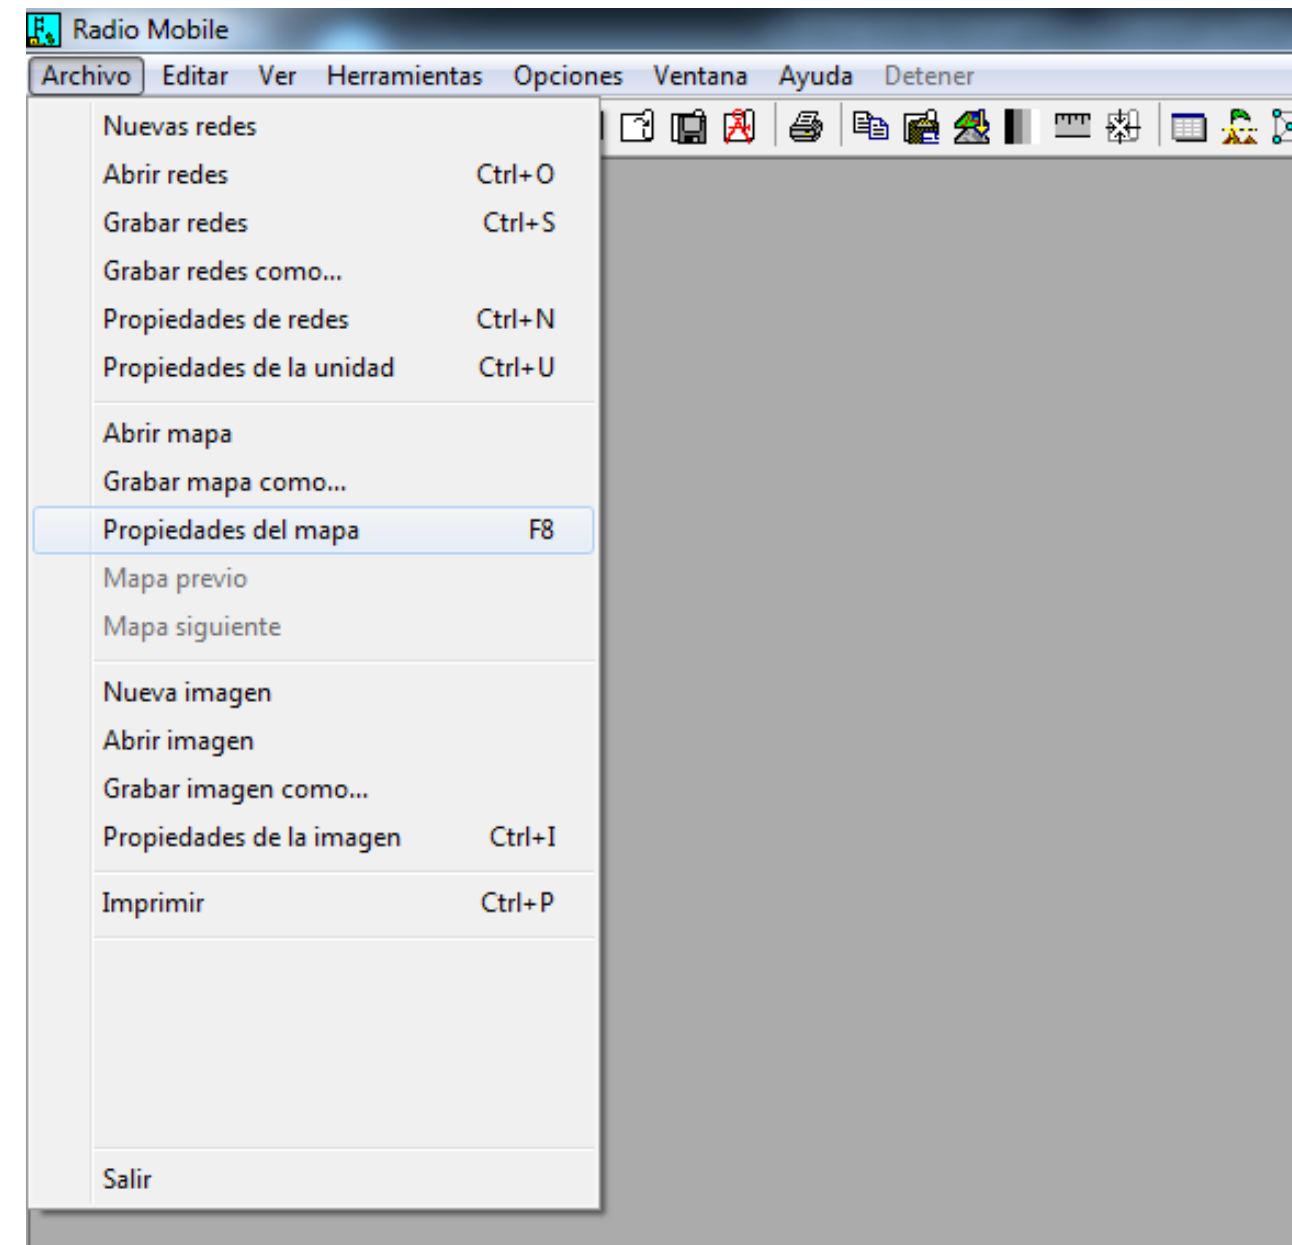 Radio Mobile
Archivo Editar Ver Herramientas Opciones Ventana Ayuda Detener
Nuevas redes
Abrir redes Ctrl+O
Grabar redes Ctrl+S
Grabar redes como...
Propiedades de redes Ctrl+N
Propiedades de la unidad Ctrl+U
Abrir mapa
Grabar mapa como...
Propiedades del mapa F8
Mapa previo
Mapa siguiente
Nueva imagen
Abrir imagen
Grabar imagen como...
Propiedades de la imagen Ctrl+I
Imprimir Ctrl+P
Salir